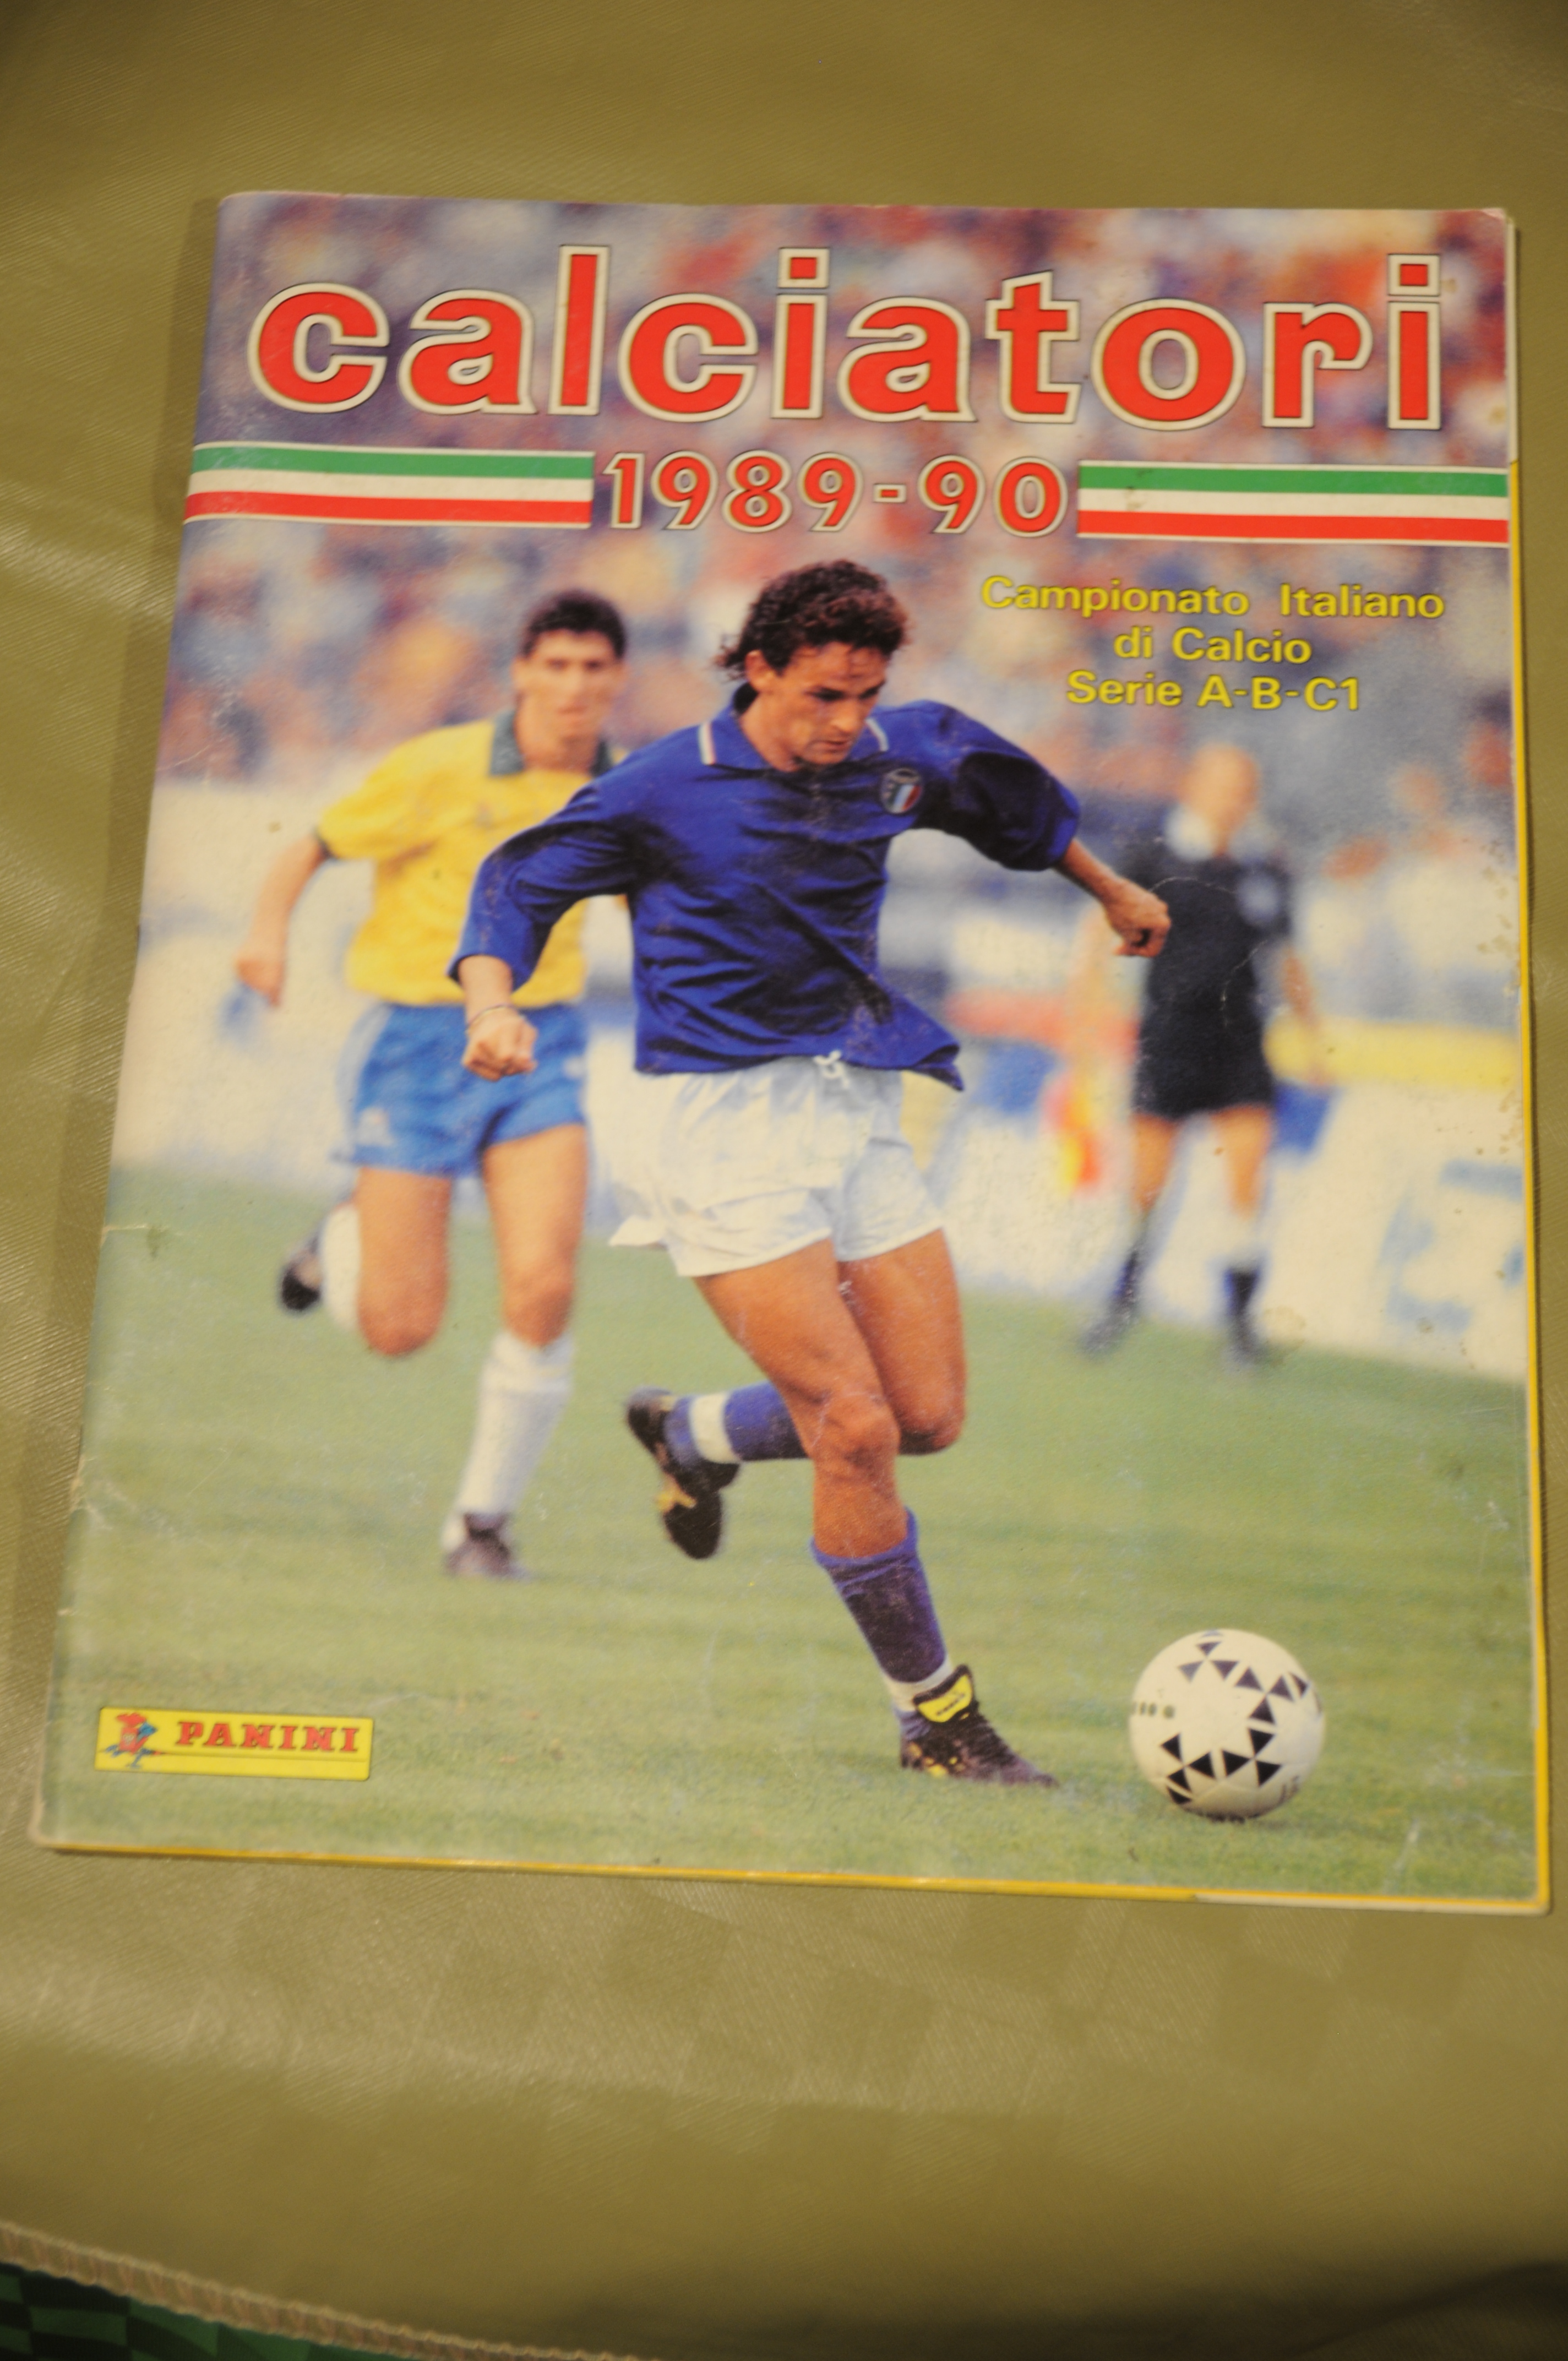 calciatori
1989-90
Campionato Italiano
di Calcio
Serie A-B-C1
PANINI